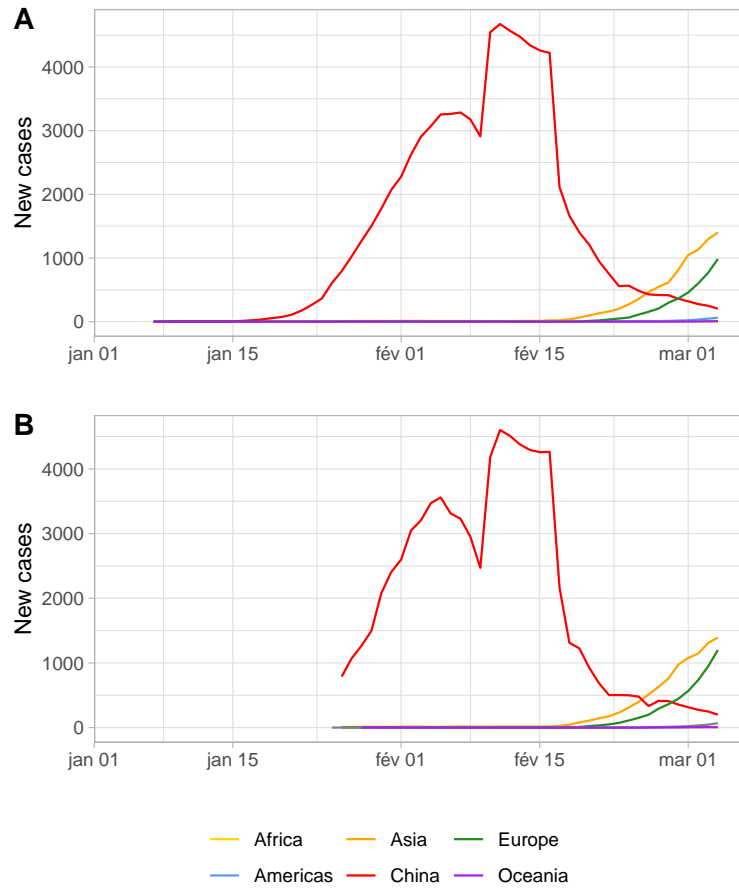 A
New cases
4000
3000
2000
1000
0
jan 01 jan 15 fév 01 fév 15 mar 01
B
New cases
4000
3000
2000
1000
0
jan 01 jan 15 fév 01 fév 15 mar 01
Africa Asia Europe
Americas China Oceania